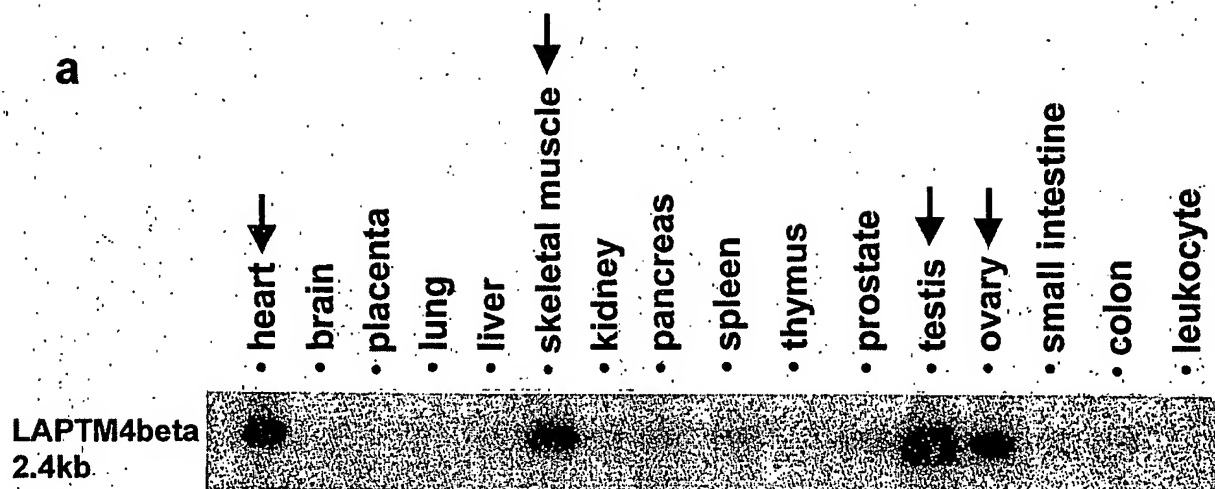 a
• heart
• brain
• placenta
• lung
• liver
• skeletal muscle
• kidney
• pancreas
• spleen
• thymus
• prostate
• testis
• ovary
• small intestine
• colon
• leukocyte
LAPTM4beta
2.4kb